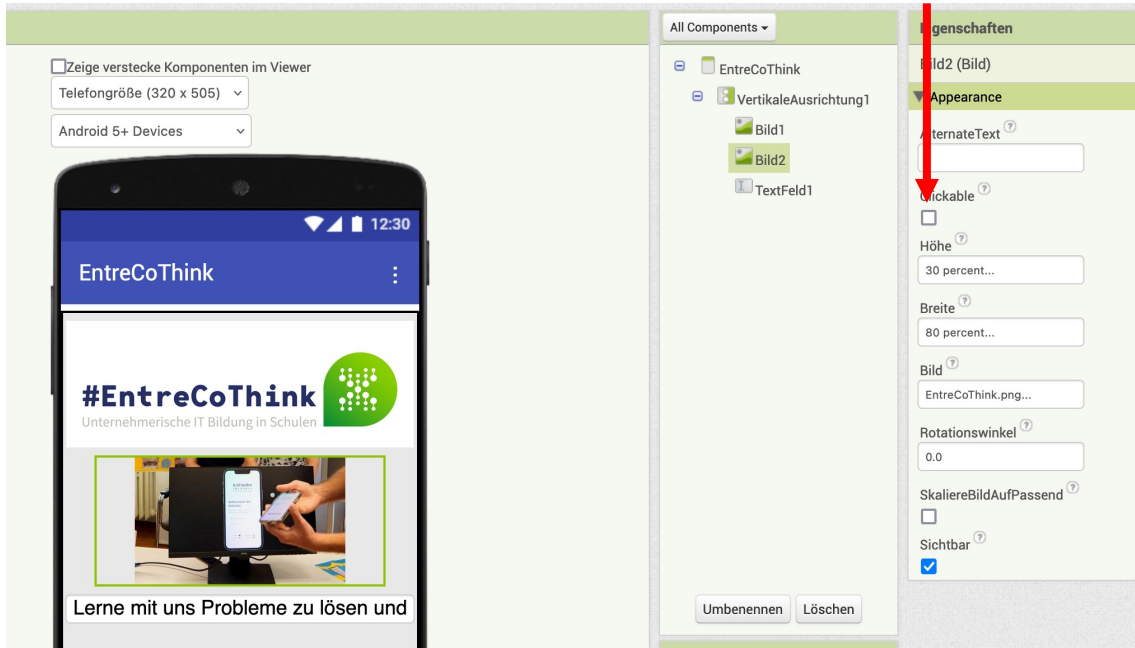 Zeige verstecke Komponenten im Viewer
Telefongröße (320 x 505)
Android 5+ Devices
12:30
EntreCoThink
#EntreCoThink
Unternehmerische IT Bildung in Schulen
Lerne mit uns Probleme zu lösen und
All Components
EntreCoThink
VertikaleAusrichtung1
Bild1
Bild2
TextFeld1
Umbenennen Löschen
Eigenschaften
Bild2 (Bild)
Appearance
AlternateText ?
Clickable ?
Höhe ?
30 percent...
Breite ?
80 percent...
Bild ?
EntreCoThink.png...
Rotationswinkel ?
0.0
SkaliereBildAufPassend ?
Sichtbar ?